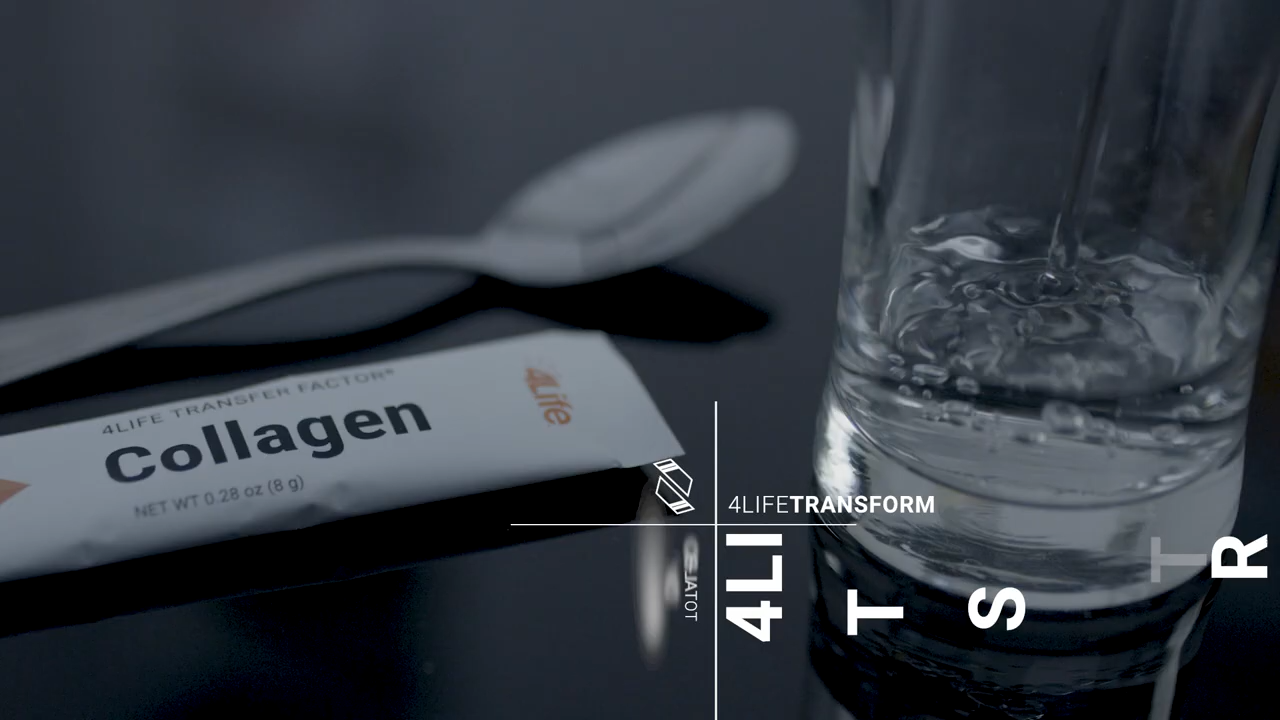 4LIFE TRANSFER FACTOR®
Collagen
NET WT 0.28 oz (8 g)
4Life
4LIFETRANSFORM
4LI
T
S
T
R